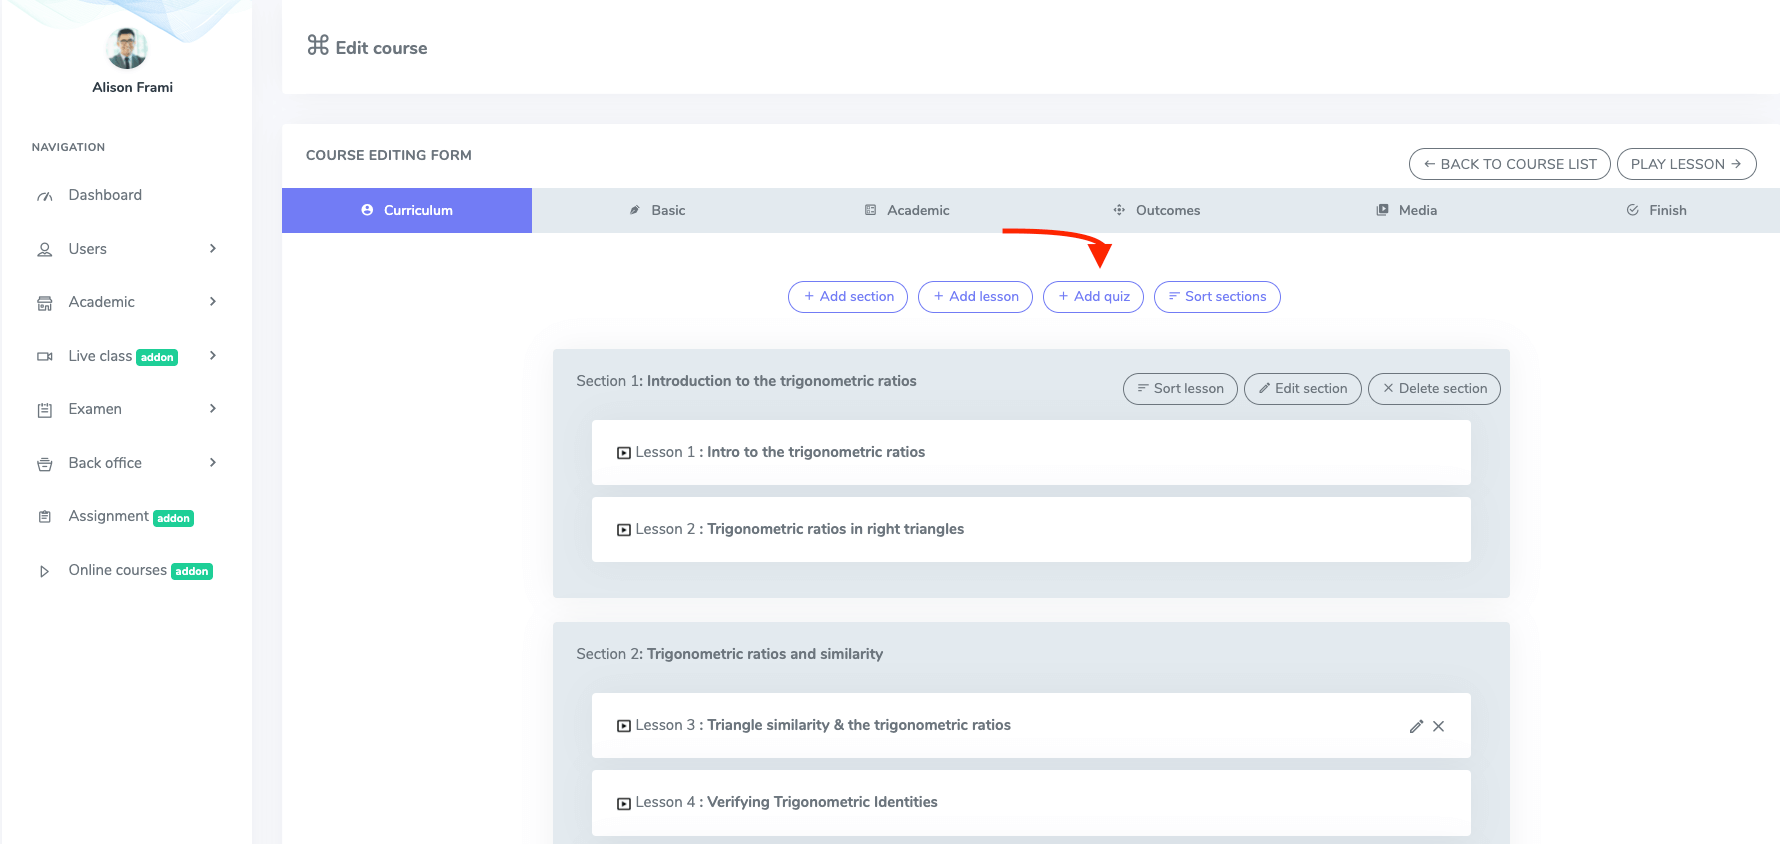 Alison Frami
NAVIGATION
Dashboard
Users
Academic
Live class addon
Examen
Back office
Assignment addon
Online courses addon
Edit course
COURSE EDITING FORM
← BACK TO COURSE LIST
PLAY LESSON →
Curriculum
Basic
Academic
Outcomes
Media
Finish
+ Add section
+ Add lesson
+ Add quiz
Sort sections
Section 1: Introduction to the trigonometric ratios
Sort lesson
Edit section
× Delete section
Lesson 1 : Intro to the trigonometric ratios
Lesson 2 : Trigonometric ratios in right triangles
Section 2: Trigonometric ratios and similarity
Lesson 3 : Triangle similarity & the trigonometric ratios
Lesson 4 : Verifying Trigonometric Identities